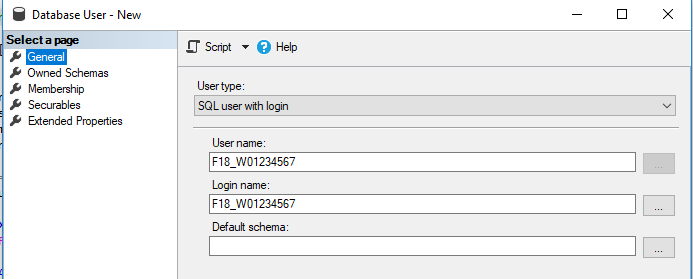 Database User - New
Select a page
General
Owned Schemas
Membership
Securables
Extended Properties
Script
Help
User type:
SQL user with login
User name:
F18_W01234567
...
Login name:
F18_W01234567
...
Default schema:
...